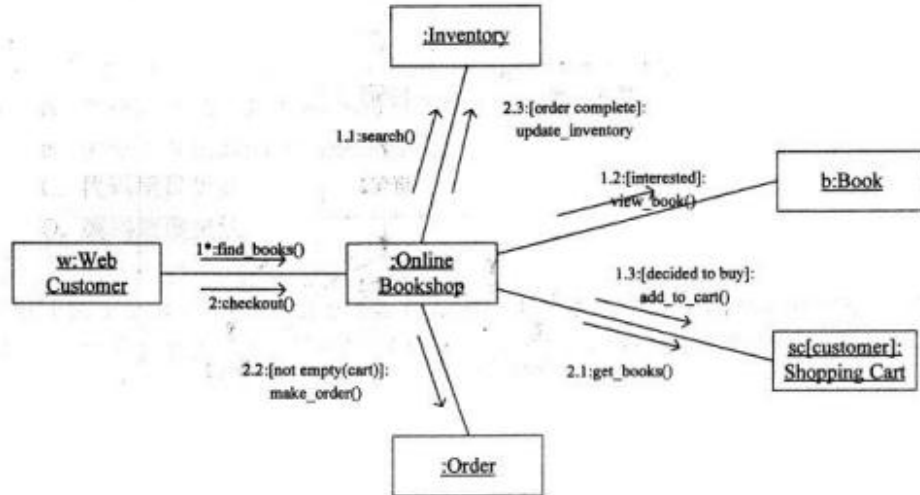 :Inventory
1.1:search()
2.3:[order complete]:
update_inventory
1.2:[interested]:
view_book()
b:Book
w:Web
Customer
1*:find_books()
2:checkout()
:Online
Bookshop
1.3:[decided to buy]:
add_to_cart()
sc[customer]:
Shopping Cart
2.1:get_books()
2.2:[not empty(cart)]:
make_order()
:Order